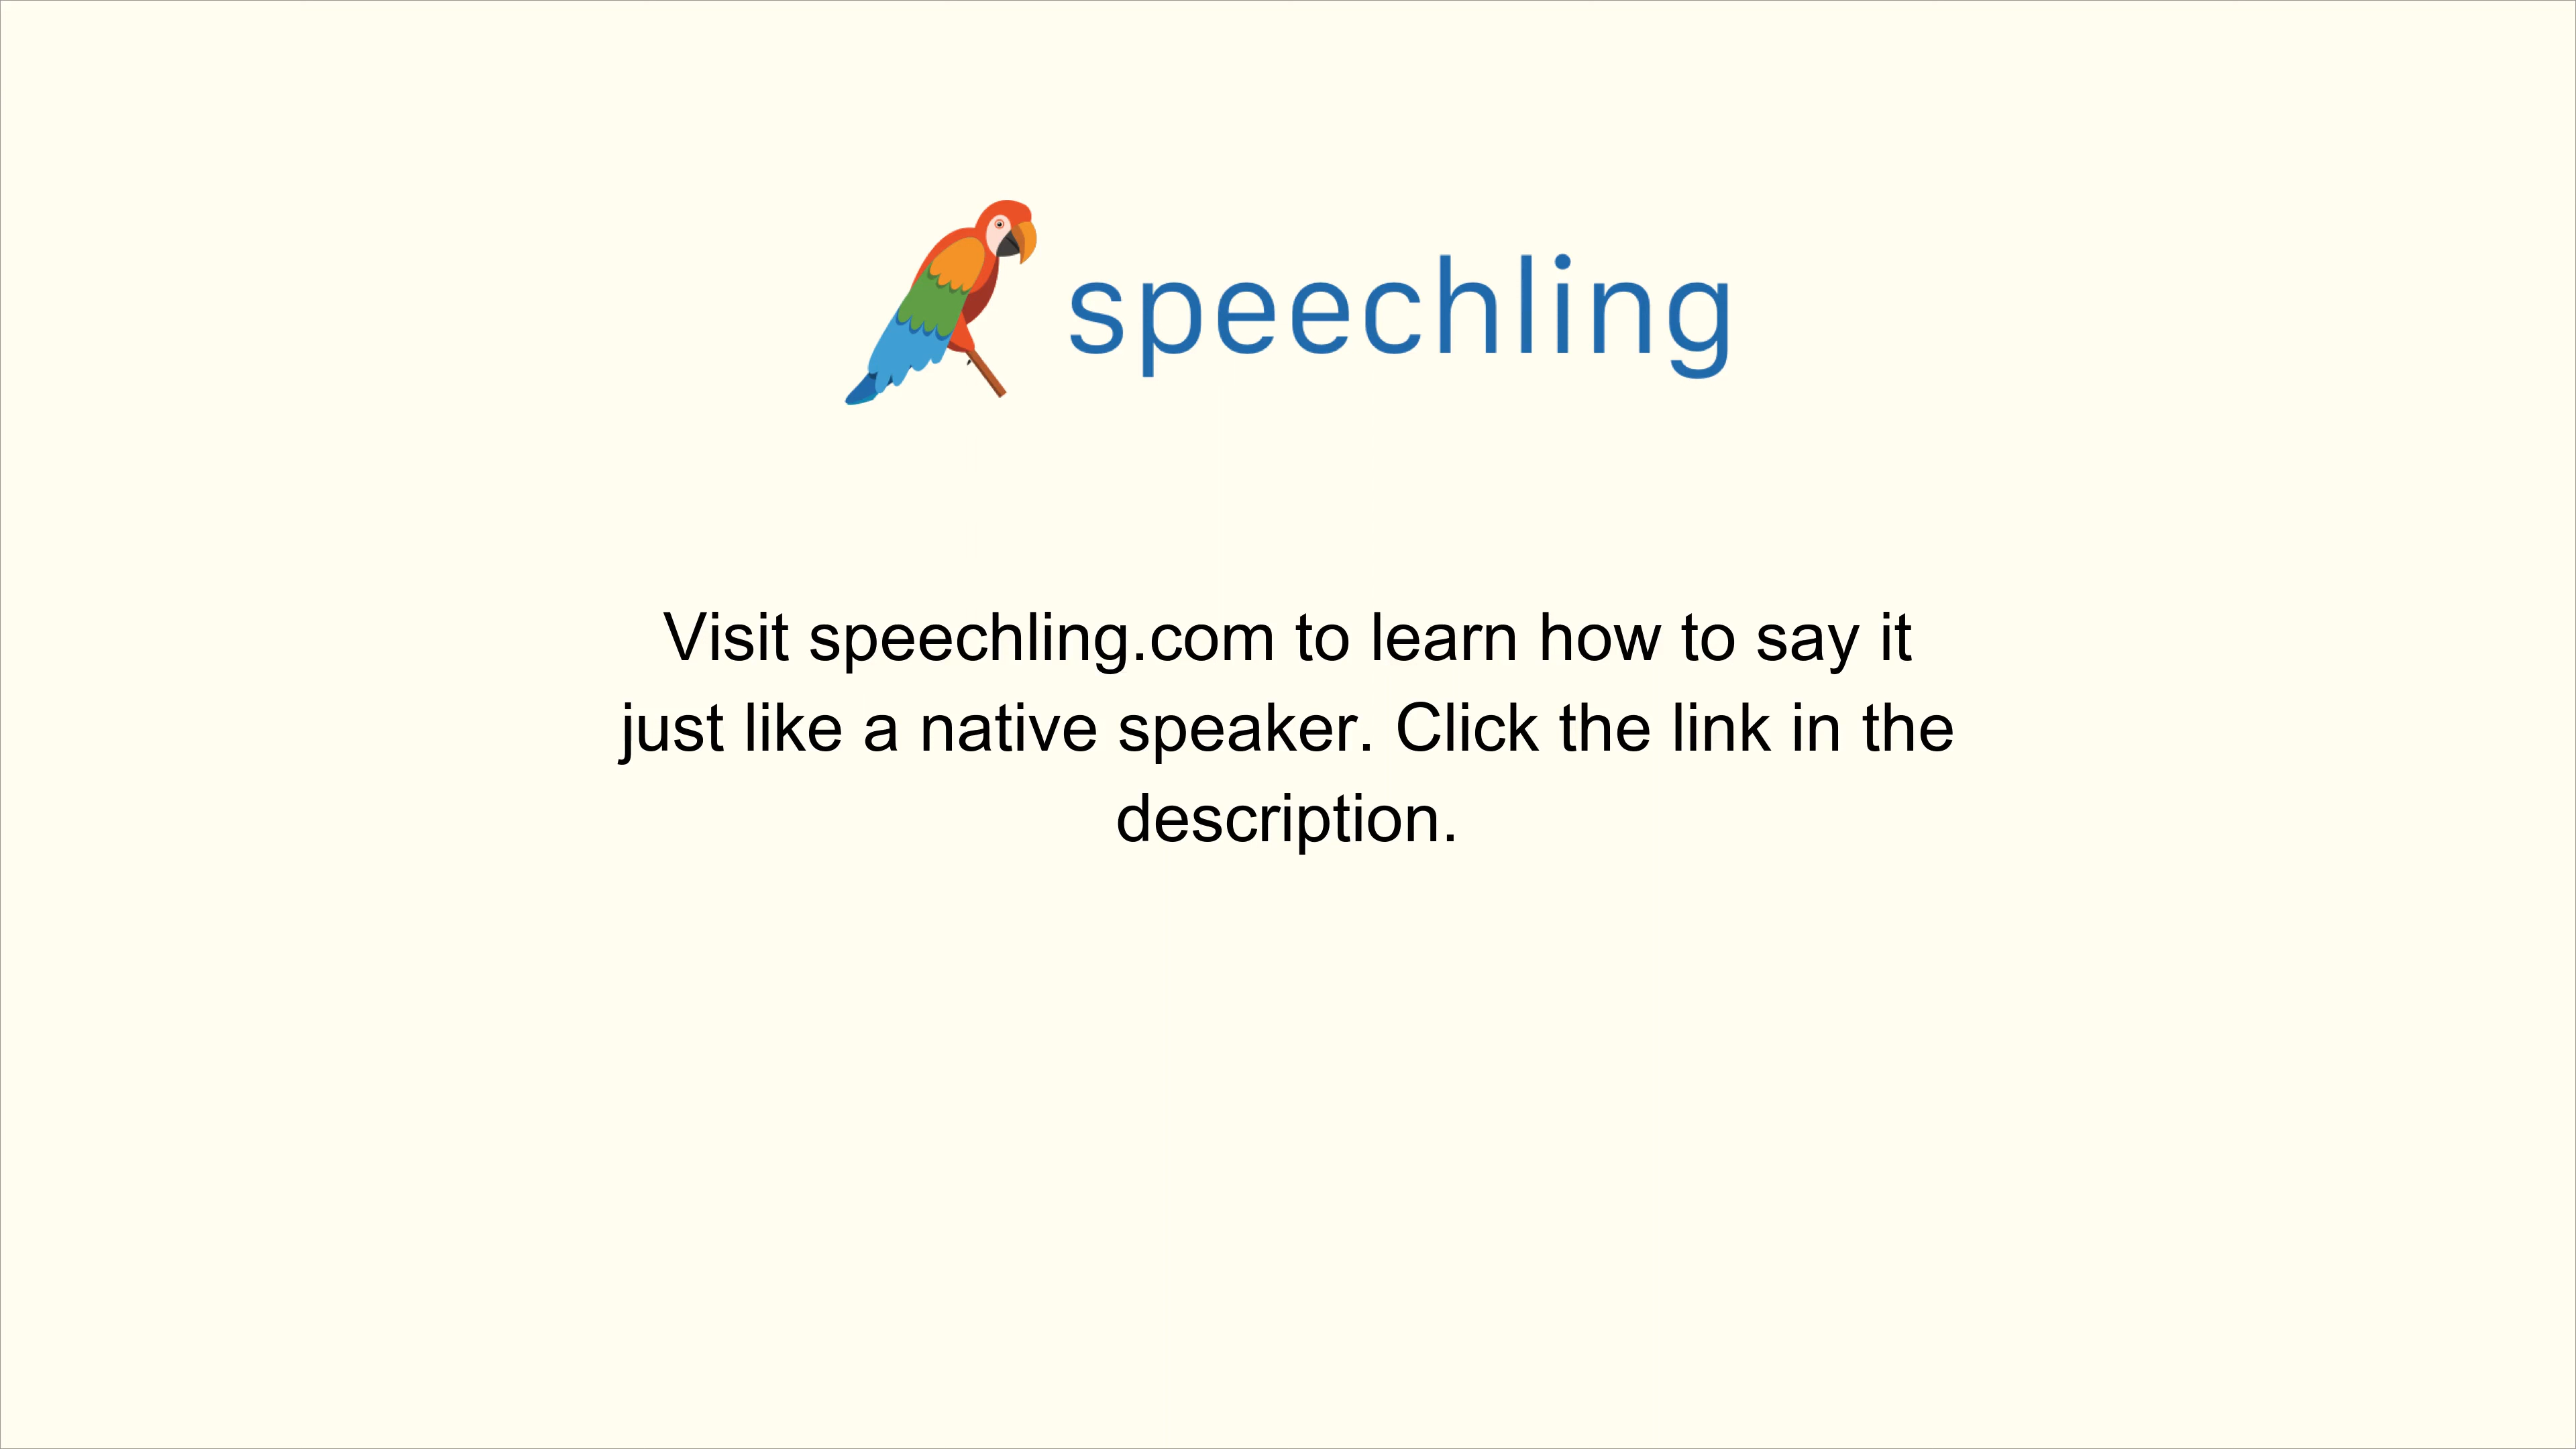 speechling
Visit speechling.com to learn how to say it
just like a native speaker. Click the link in the
description.